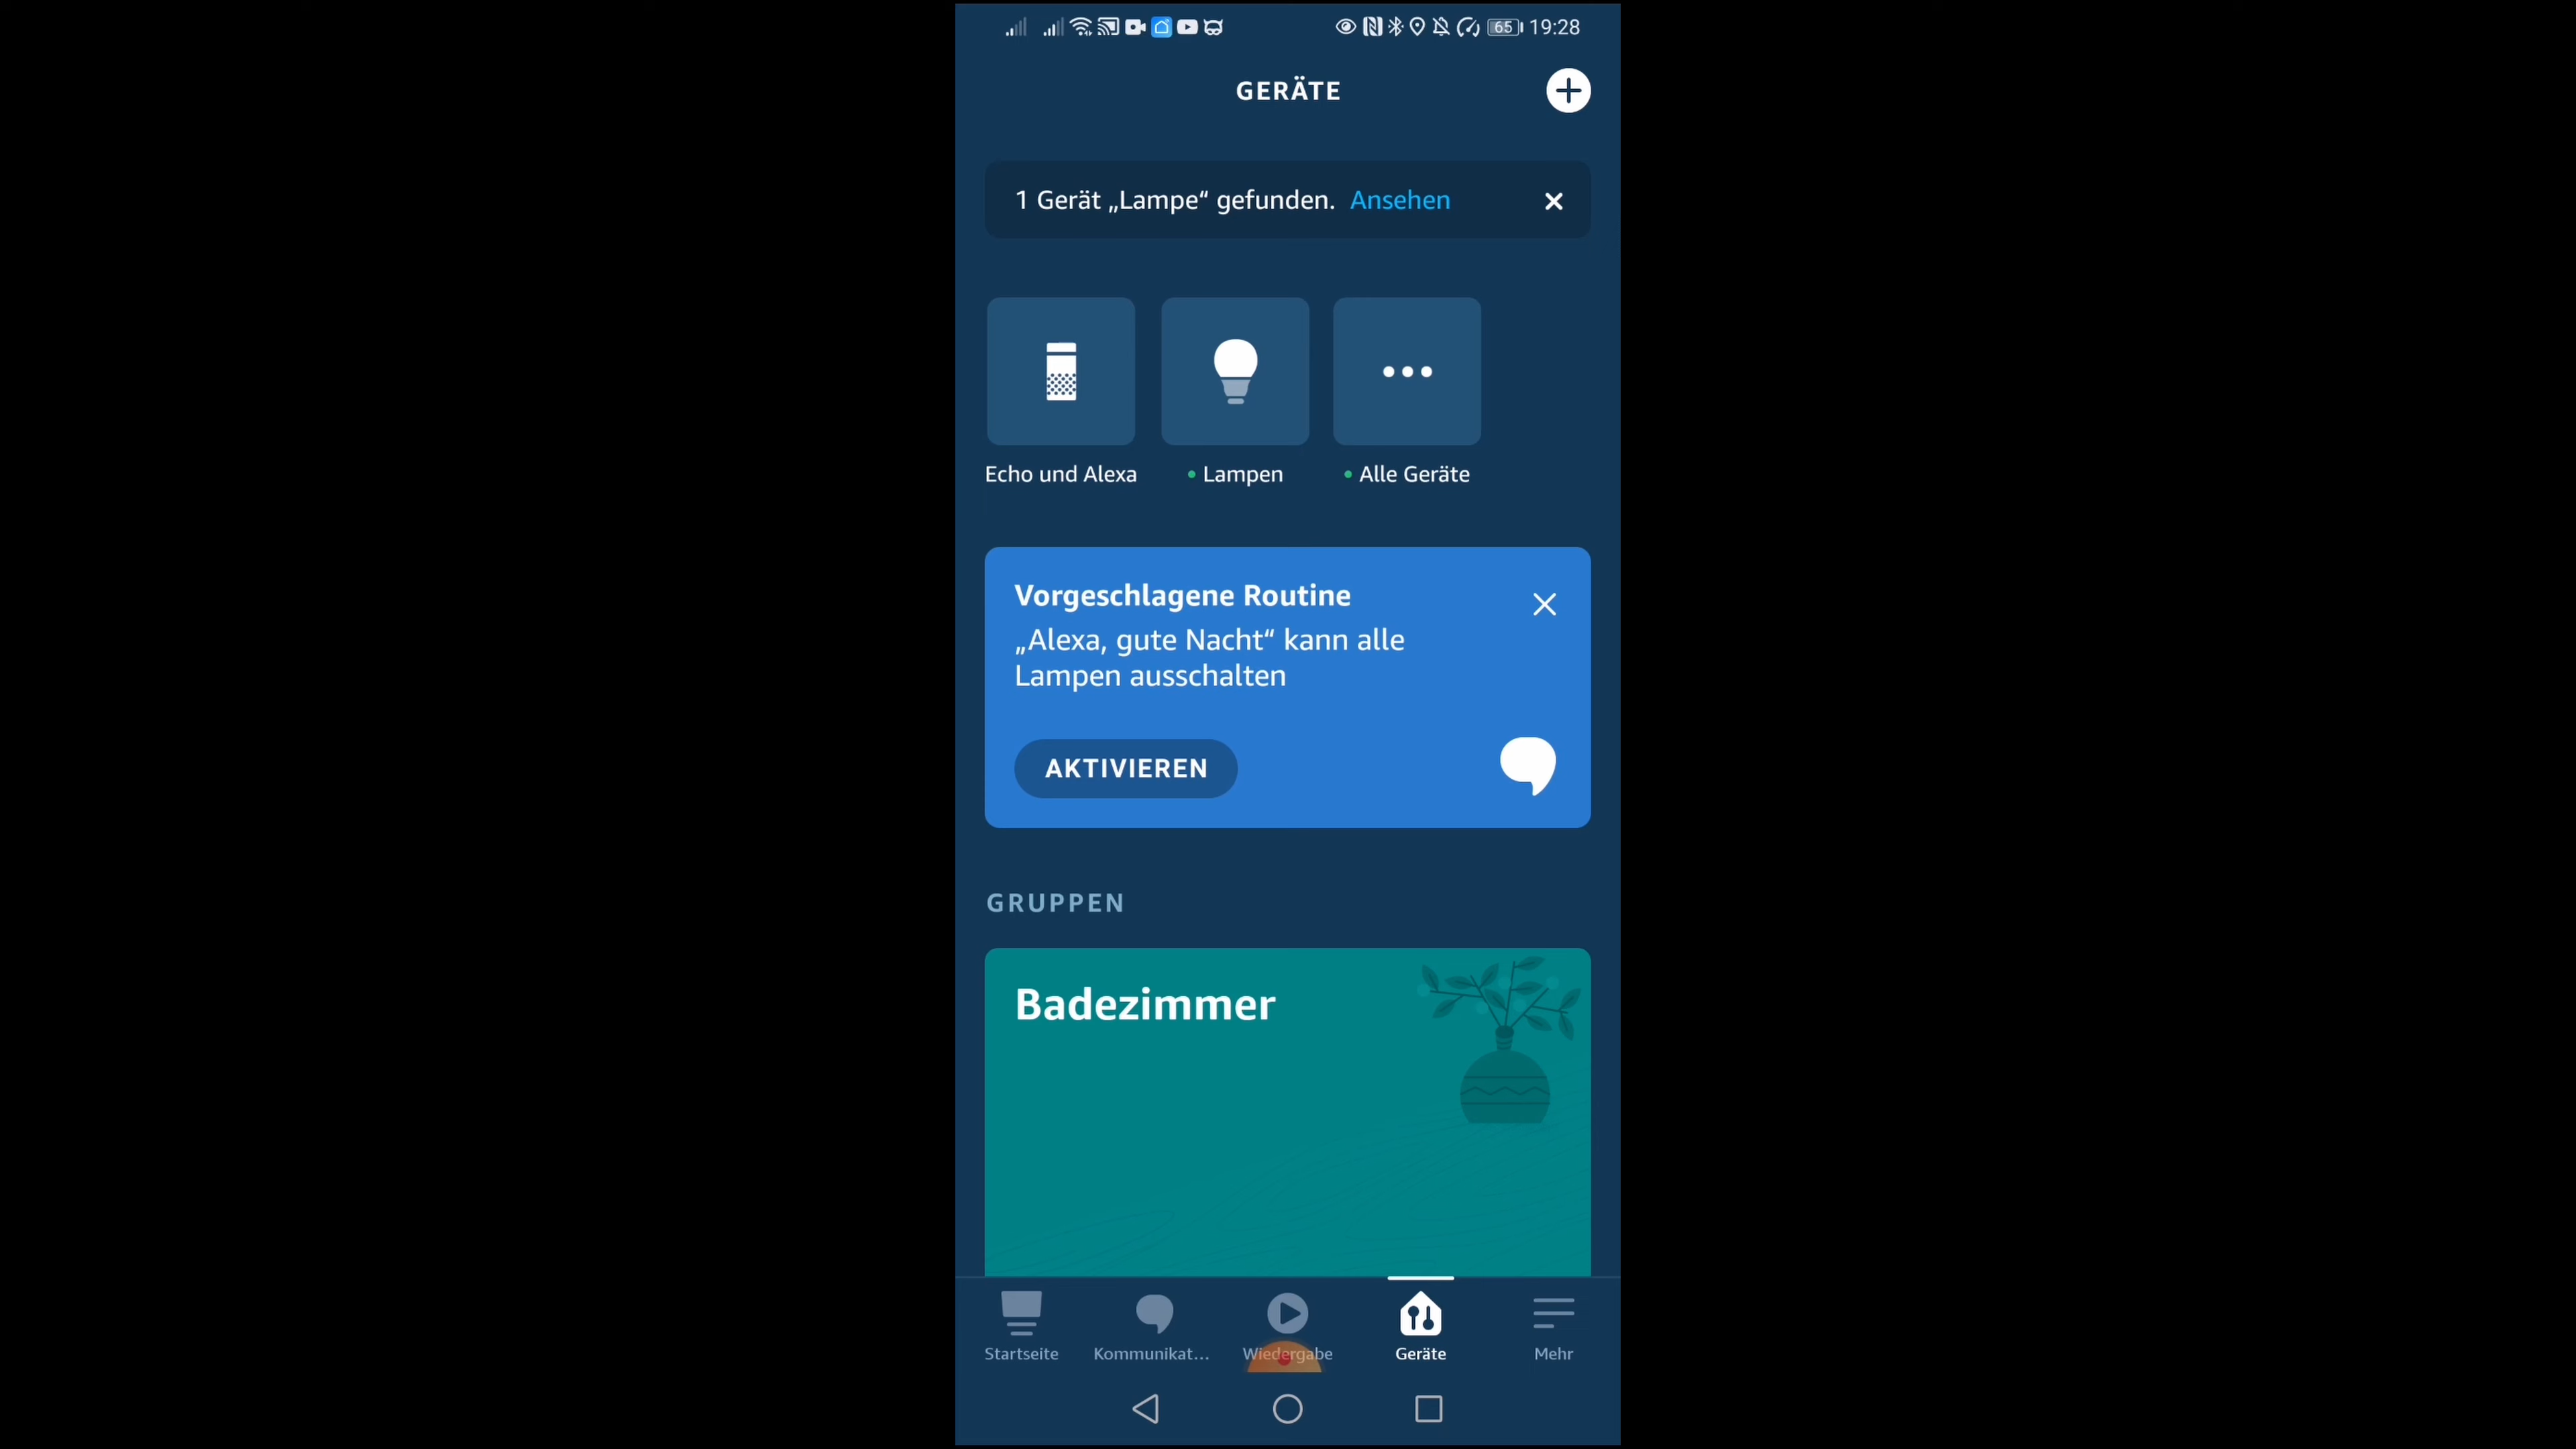 65 19:28
GERÄTE
1 Gerät „Lampe“ gefunden. Ansehen
Echo und Alexa
Lampen
Alle Geräte
Vorgeschlagene Routine
„Alexa, gute Nacht“ kann alle
Lampen ausschalten
AKTIVIEREN
GRUPPEN
Badezimmer
Startseite
Kommunikat...
Wiedergabe
Geräte
Mehr